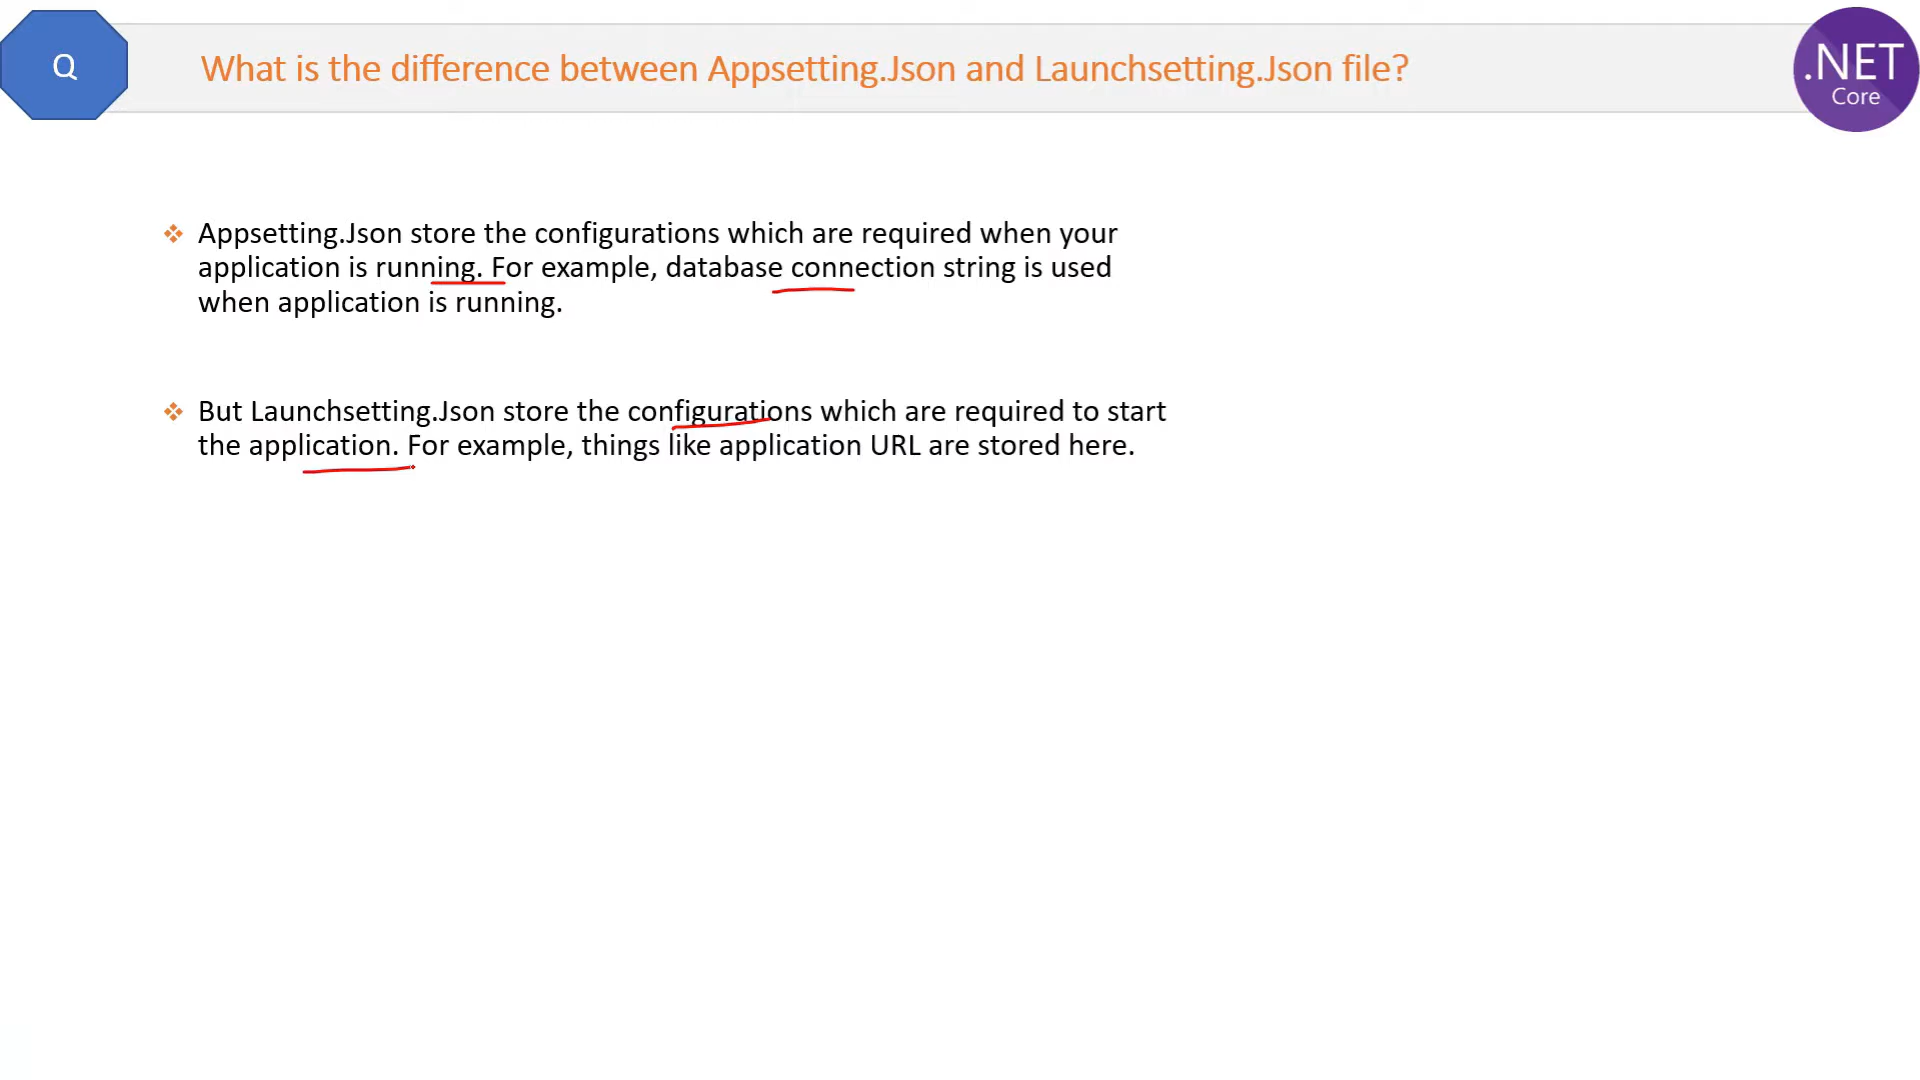 Q
What is the difference between Appsetting.Json and Launchsetting.Json file?
.NET
Core
Appsetting.Json store the configurations which are required when your
application is running. For example, database connection string is used
when application is running.
But Launchsetting.Json store the configurations which are required to start
the application. For example, things like application URL are stored here.